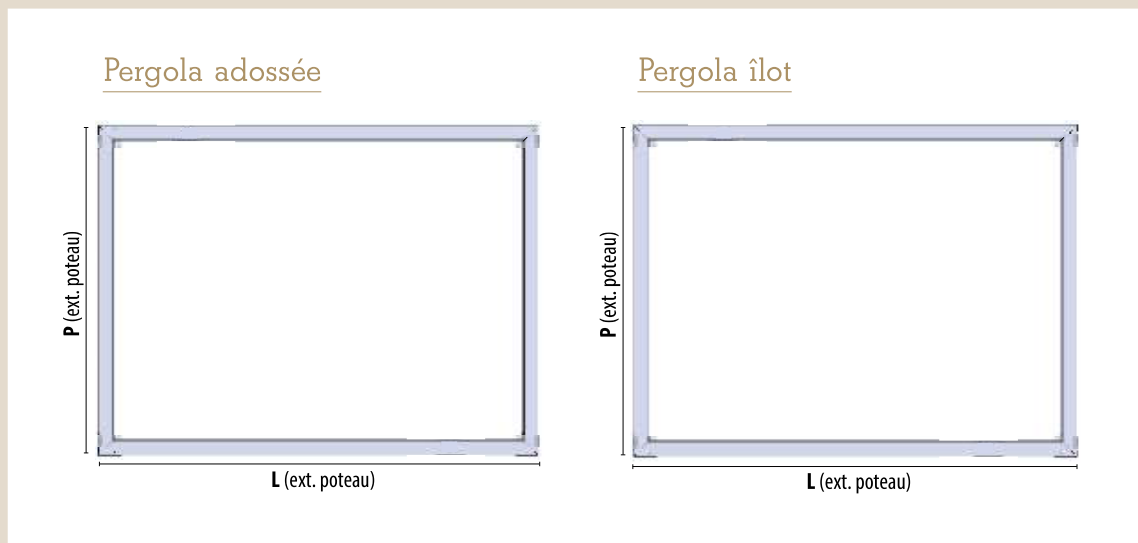 Pergola adossée
Pergola îlot
P (ext. poteau)
L (ext. poteau)
P (ext. poteau)
L (ext. poteau)